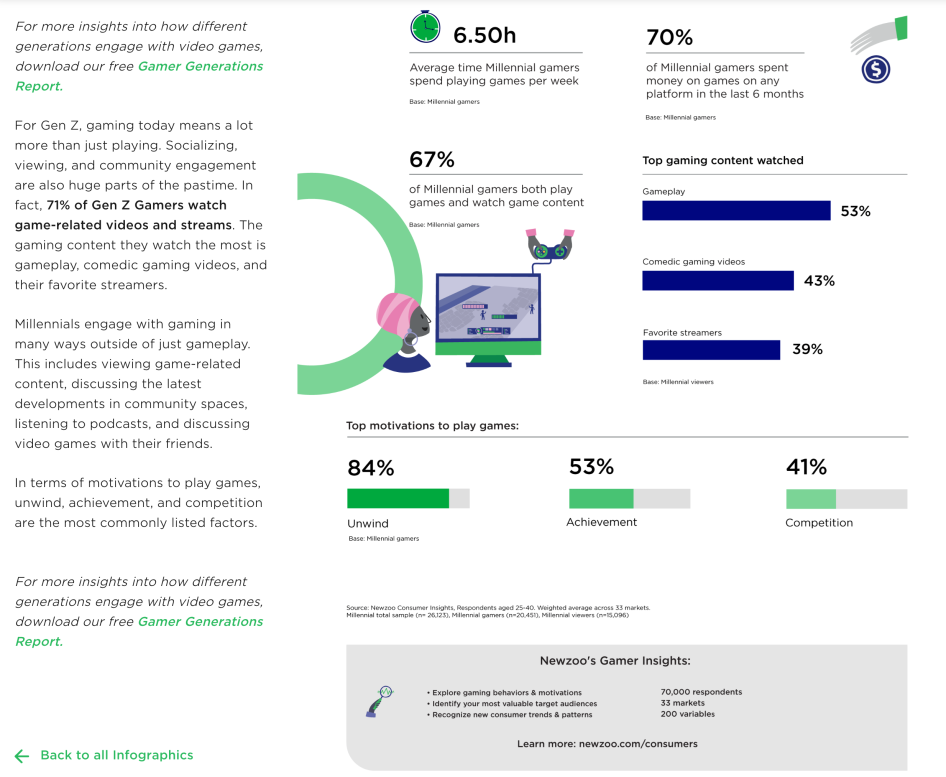 For more insights into how different
generations engage with video games,
download our free Gamer Generations
Report.
For Gen Z, gaming today means a lot
more than just playing. Socializing,
viewing, and community engagement
are also huge parts of the pastime. In
fact, 71% of Gen Z Gamers watch
game-related videos and streams. The
gaming content they watch the most is
gameplay, comedic gaming videos, and
their favorite streamers.
Millennials engage with gaming in
many ways outside of just gameplay.
This includes viewing game-related
content, discussing the latest
developments in community spaces,
listening to podcasts, and discussing
video games with their friends.
In terms of motivations to play games,
unwind, achievement, and competition
are the most commonly listed factors.
For more insights into how different
generations engage with video games,
download our free Gamer Generations
Report.
Back to all Infographics
6.50h
Average time Millennial gamers
spend playing games per week
Base: Millennial gamers
70%
of Millennial gamers spent
money on games on any
platform in the last 6 months
Base: Millennial gamers
$
67%
of Millennial gamers both play
games and watch game content
Base: Millennial gamers
Top gaming content watched
Gameplay
53%
Comedic gaming videos
43%
Favorite streamers
39%
Base: Millennial viewers
Top motivations to play games:
84%
Unwind
Base: Millennial gamers
53%
Achievement
41%
Competition
Source: Newzoo Consumer Insights, Respondents aged 25-40. Weighted average across 33 markets.
Millennial total sample (n= 26,123), Millennial gamers (n=20,451), Millennial viewers (n=15,096)
Newzoo's Gamer Insights:
• Explore gaming behaviors & motivations
• Identify your most valuable target audiences
• Recognize new consumer trends & patterns
70,000 respondents
33 markets
200 variables
Learn more: newzoo.com/consumers